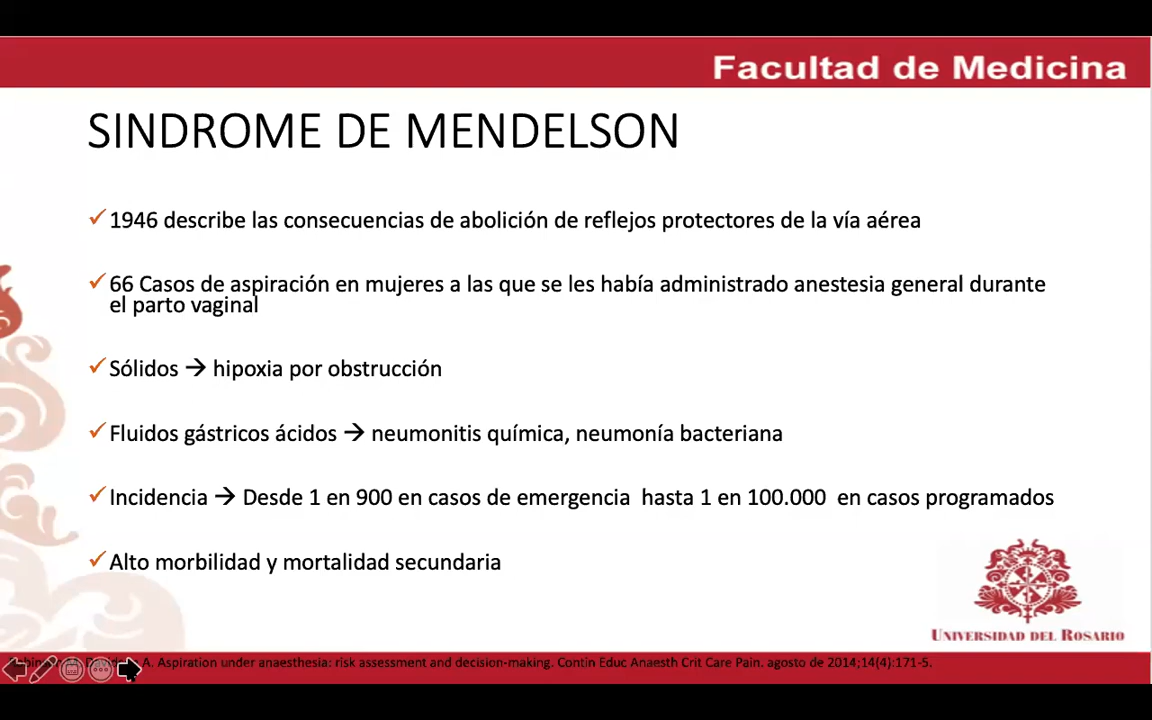 Facultad de Medicina
SINDROME DE MENDELSON
✓ 1946 describe las consecuencias de abolición de reflejos protectores de la vía aérea
✓ 66 Casos de aspiración en mujeres a las que se les había administrado anestesia general durante
el parto vaginal
✓ Sólidos → hipoxia por obstrucción
✓ Fluidos gástricos ácidos → neumonitis química, neumonía bacteriana
✓ Incidencia → Desde 1 en 900 en casos de emergencia hasta 1 en 100.000 en casos programados
✓ Alto morbilidad y mortalidad secundaria
UNIVERSIDAD DEL ROSARIO
A. Aspiration under anaesthesia: risk assessment and decision-making. Contin Educ Anaesth Crit Care Pain. agosto de 2014;14(4):171-5.